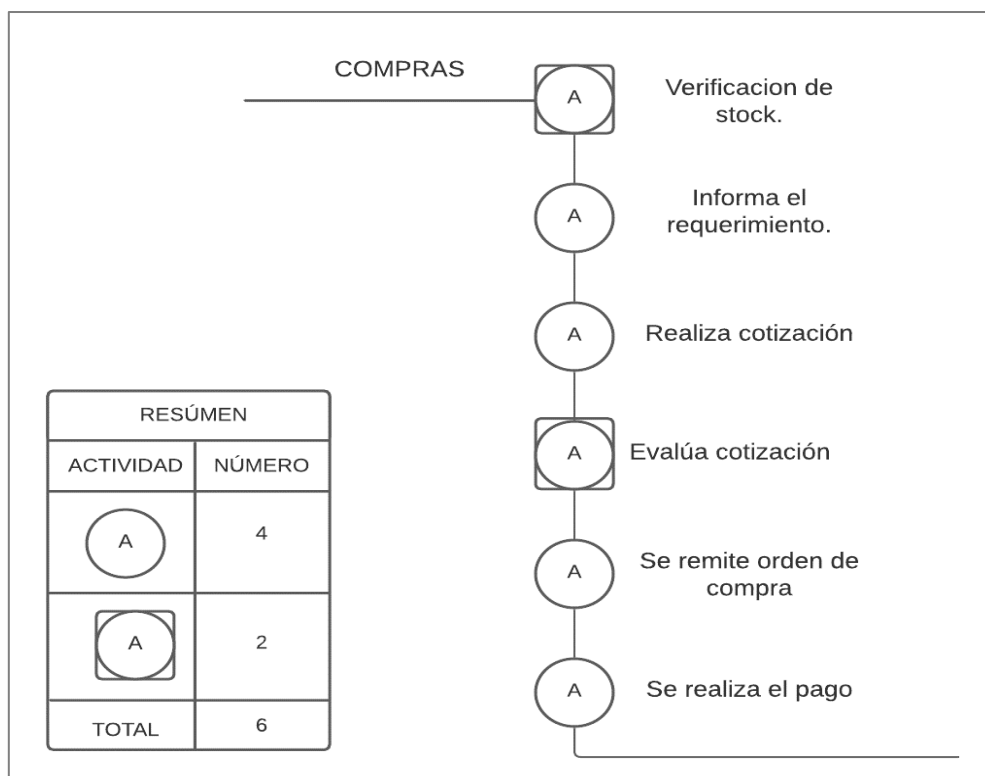 COMPRAS
A
Verificacion de
stock.
A
Informa el
requerimiento.
A
Realiza cotización
A
Evalúa cotización
A
Se remite orden de
compra
A
Se realiza el pago
RESÚMEN
ACTIVIDAD NÚMERO
A 4
A 2
TOTAL 6